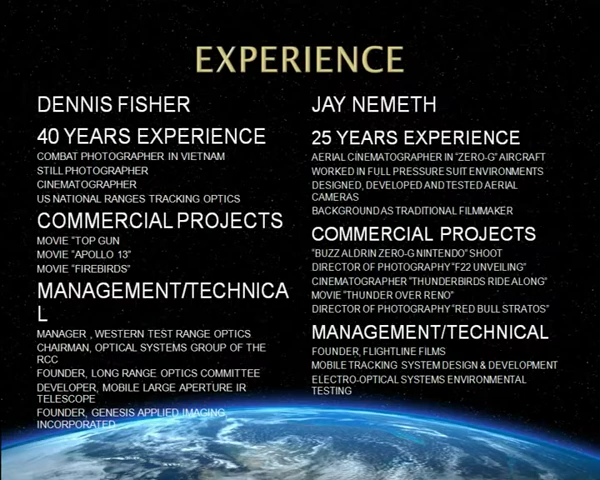 EXPERIENCE
DENNIS FISHER
40 YEARS EXPERIENCE
COMBAT PHOTOGRAPHER IN VIETNAM
STILL PHOTOGRAPHER
CINEMATOGRAPHER
US NATIONAL RANGES TRACKING OPTICS
COMMERCIAL PROJECTS
MOVIE "TOP GUN
MOVIE "APOLLO 13"
MOVIE "FIREBIRDS"
MANAGEMENT/TECHNICA
L
MANAGER , WESTERN TEST RANGE OPTICS
CHAIRMAN, OPTICAL SYSTEMS GROUP OF THE
RCC
FOUNDER, LONG RANGE OPTICS COMMITTEE
DEVELOPER, MOBILE LARGE APERTURE IR
TELESCOPE
FOUNDER, GENESIS APPLIED IMAGING
INCORPORATED
JAY NEMETH
25 YEARS EXPERIENCE
AERIAL CINEMATOGRAPHER IN "ZERO-G" AIRCRAFT
WORKED IN FULL PRESSURE SUIT ENVIRONMENTS
DESIGNED, DEVELOPED AND TESTED AERIAL
CAMERAS
BACKGROUND AS TRADITIONAL FILMMAKER
COMMERCIAL PROJECTS
"BUZZ ALDRIN ZERO-G NINTENDO" SHOOT
DIRECTOR OF PHOTOGRAPHY "F22 UNVEILING"
CINEMATOGRAPHER "THUNDERBIRDS RIDE ALONG"
MOVIE "THUNDER OVER RENO"
DIRECTOR OF PHOTOGRAPHY "RED BULL STRATOS"
MANAGEMENT/TECHNICAL
FOUNDER, FLIGHTLINE FILMS
MOBILE TRACKING SYSTEM DESIGN & DEVELOPMENT
ELECTRO-OPTICAL SYSTEMS ENVIRONMENTAL
TESTING